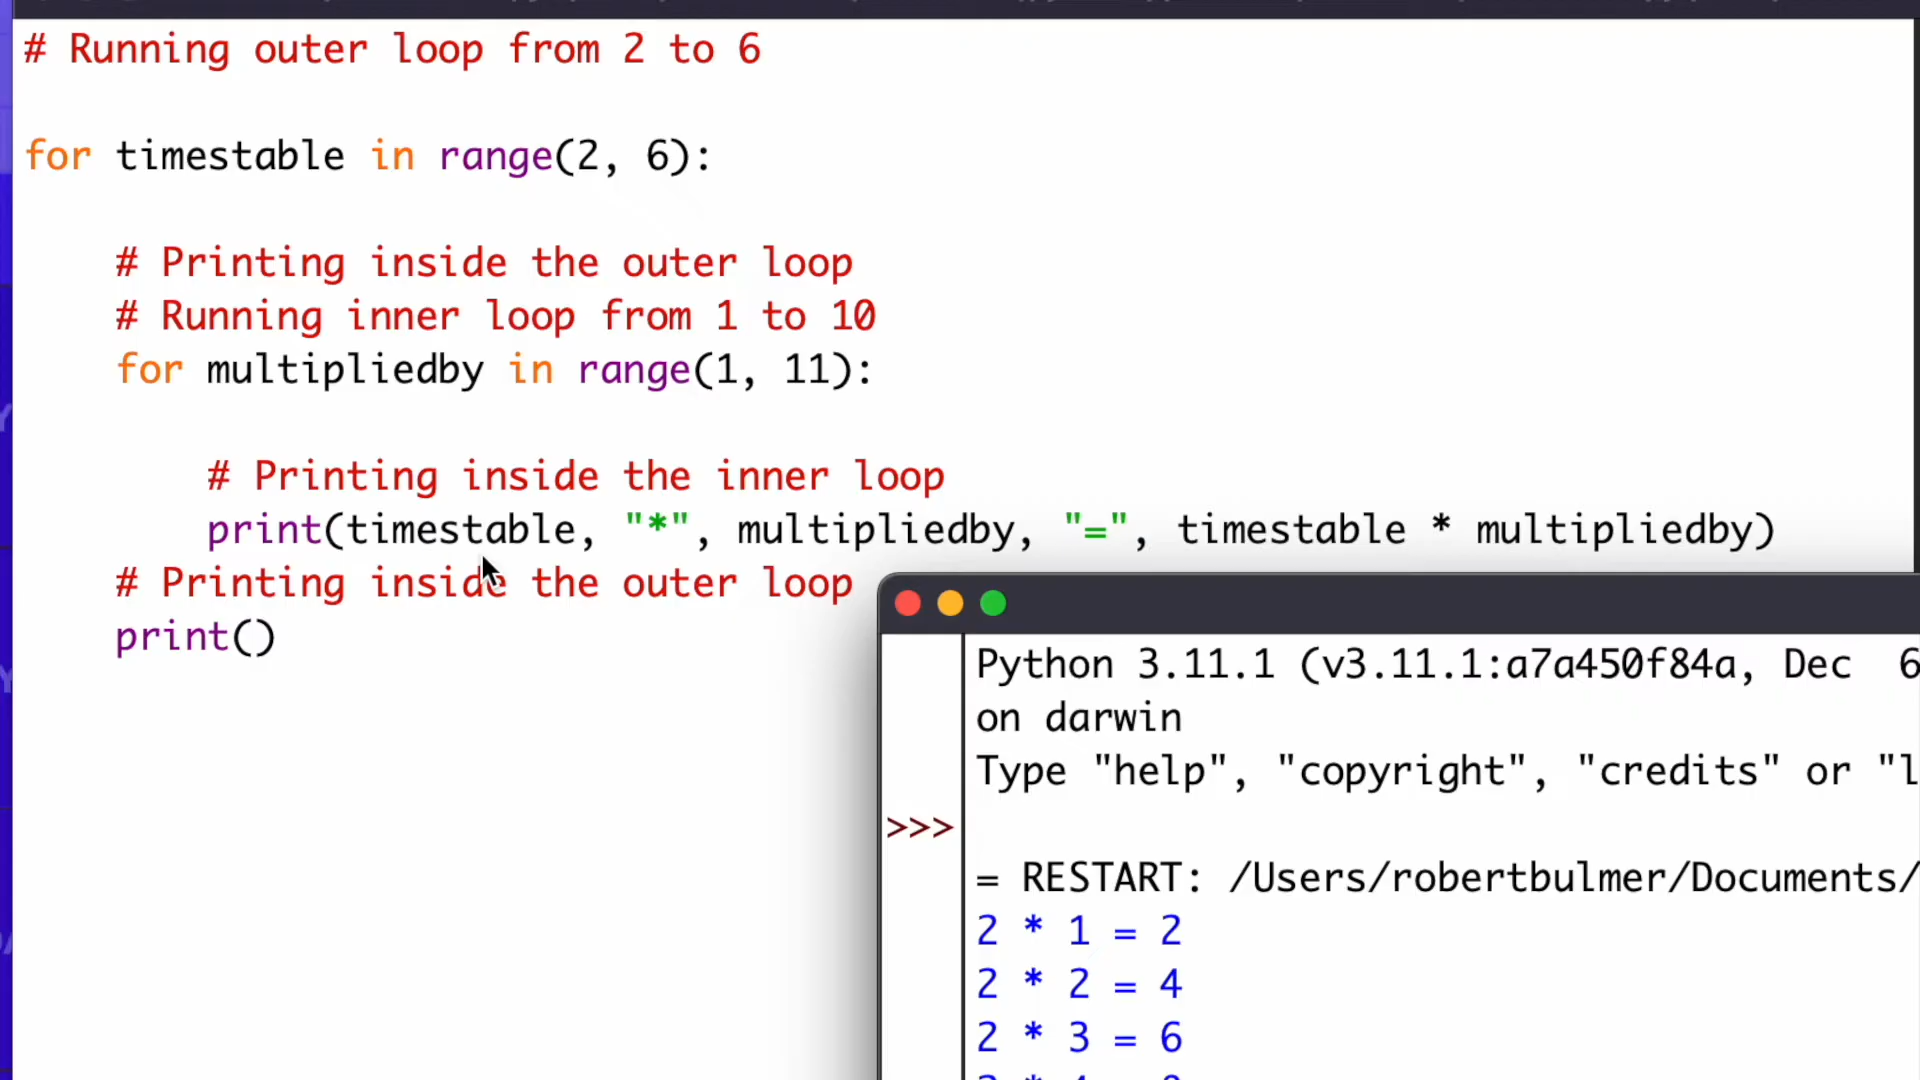 # Running outer loop from 2 to 6
for timestable in range(2, 6):
# Printing inside the outer loop
# Running inner loop from 1 to 10
for multipliedby in range(1, 11):
# Printing inside the inner loop
print(timestable, "*", multipliedby, "=", timestable * multipliedby)
# Printing inside the outer loop
print()
Python 3.11.1 (v3.11.1:a7a450f84a, Dec  6
on darwin
Type "help", "copyright", "credits" or "l
>>>
= RESTART: /Users/robertbulmer/Documents/
2 * 1 = 2
2 * 2 = 4
2 * 3 = 6